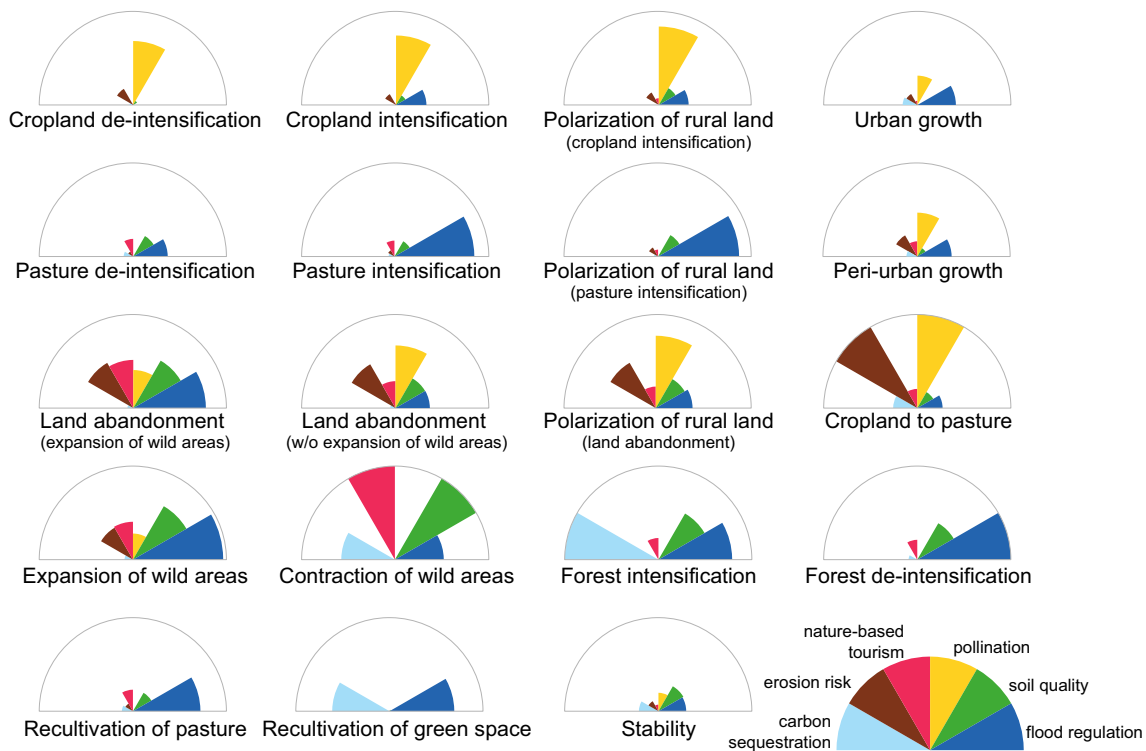 Cropland de-intensification
Cropland intensification
Polarization of rural land
(cropland intensification)
Urban growth
Pasture de-intensification
Pasture intensification
Polarization of rural land
(pasture intensification)
Peri-urban growth
Land abandonment
(expansion of wild areas)
Land abandonment
(w/o expansion of wild areas)
Polarization of rural land
(land abandonment)
Cropland to pasture
Expansion of wild areas
Contraction of wild areas
Forest intensification
Forest de-intensification
Recultivation of pasture
Recultivation of green space
Stability
nature-based
tourism
pollination
erosion risk
soil quality
carbon
sequestration
flood regulation